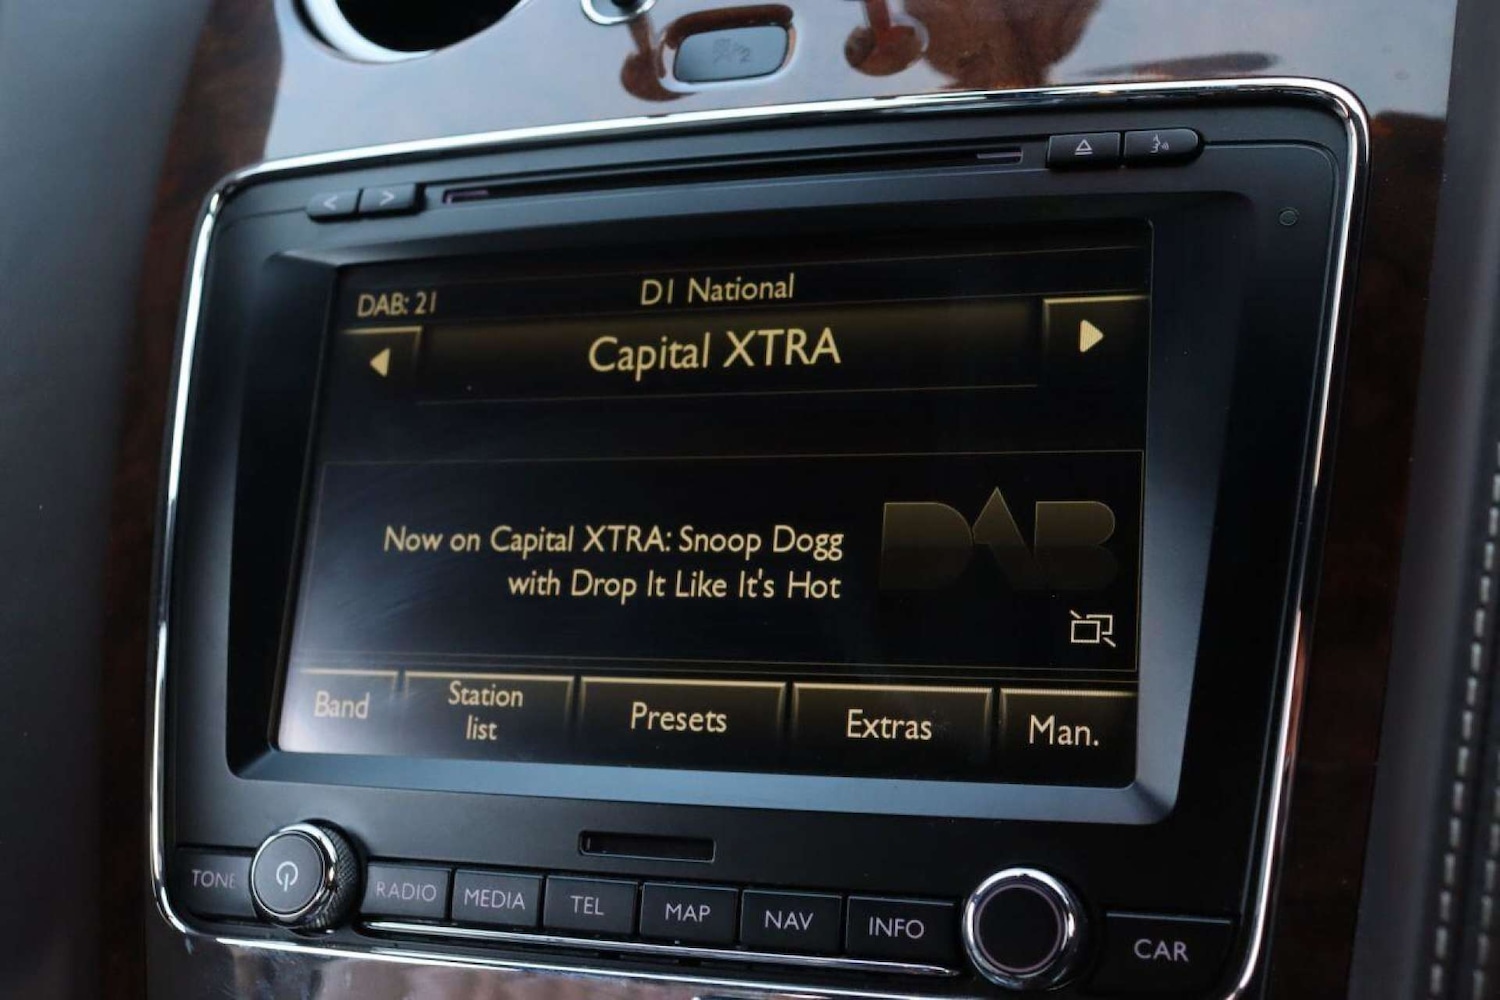 DAB: 21
D1 National
Capital XTRA
Now on Capital XTRA: Snoop Dogg
with Drop It Like It's Hot
DAB
Band
Station
list
Presets
Extras
Man.
TONE
RADIO
MEDIA
TEL
MAP
NAV
INFO
CAR